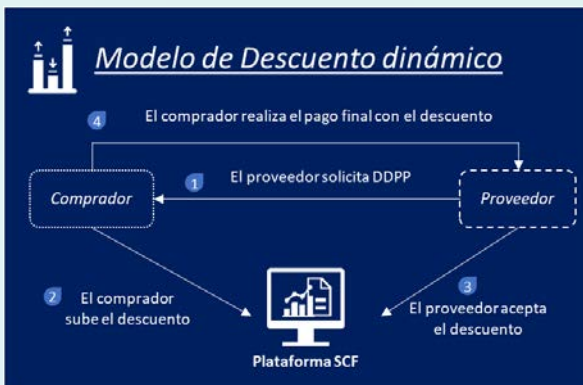 Modelo de Descuento dinámico
4
El comprador realiza el pago final con el descuento
1
El proveedor solicita DDPP
Comprador
Proveedor
2
El comprador
sube el descuento
3
El proveedor acepta
el descuento
Plataforma SCF